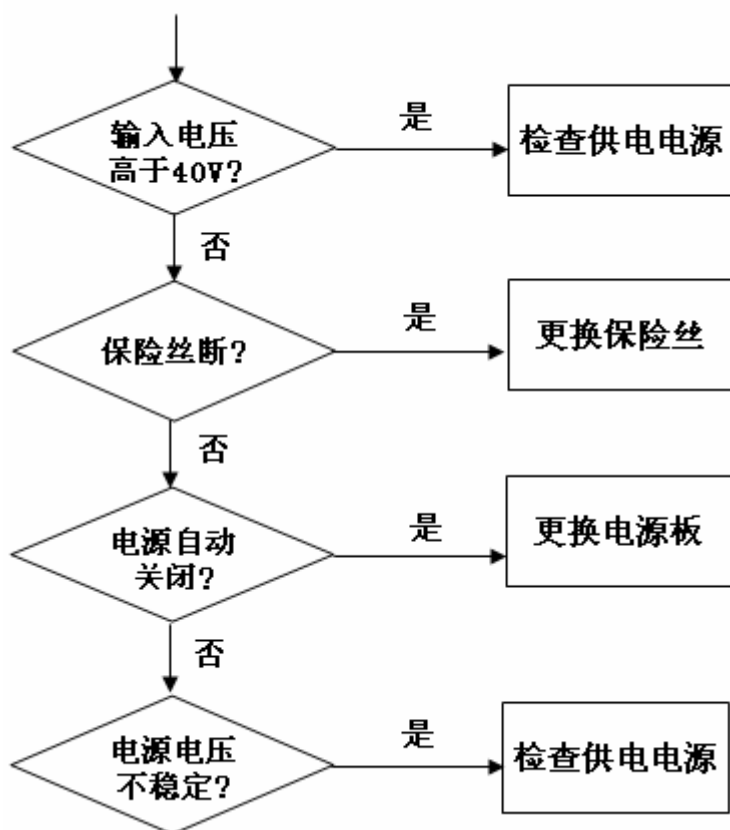 输入电压
高于40V?
是
检查供电电源
否
保险丝断?
是
更换保险丝
否
电源自动
关闭?
是
更换电源板
否
电源电压
不稳定?
是
检查供电电源